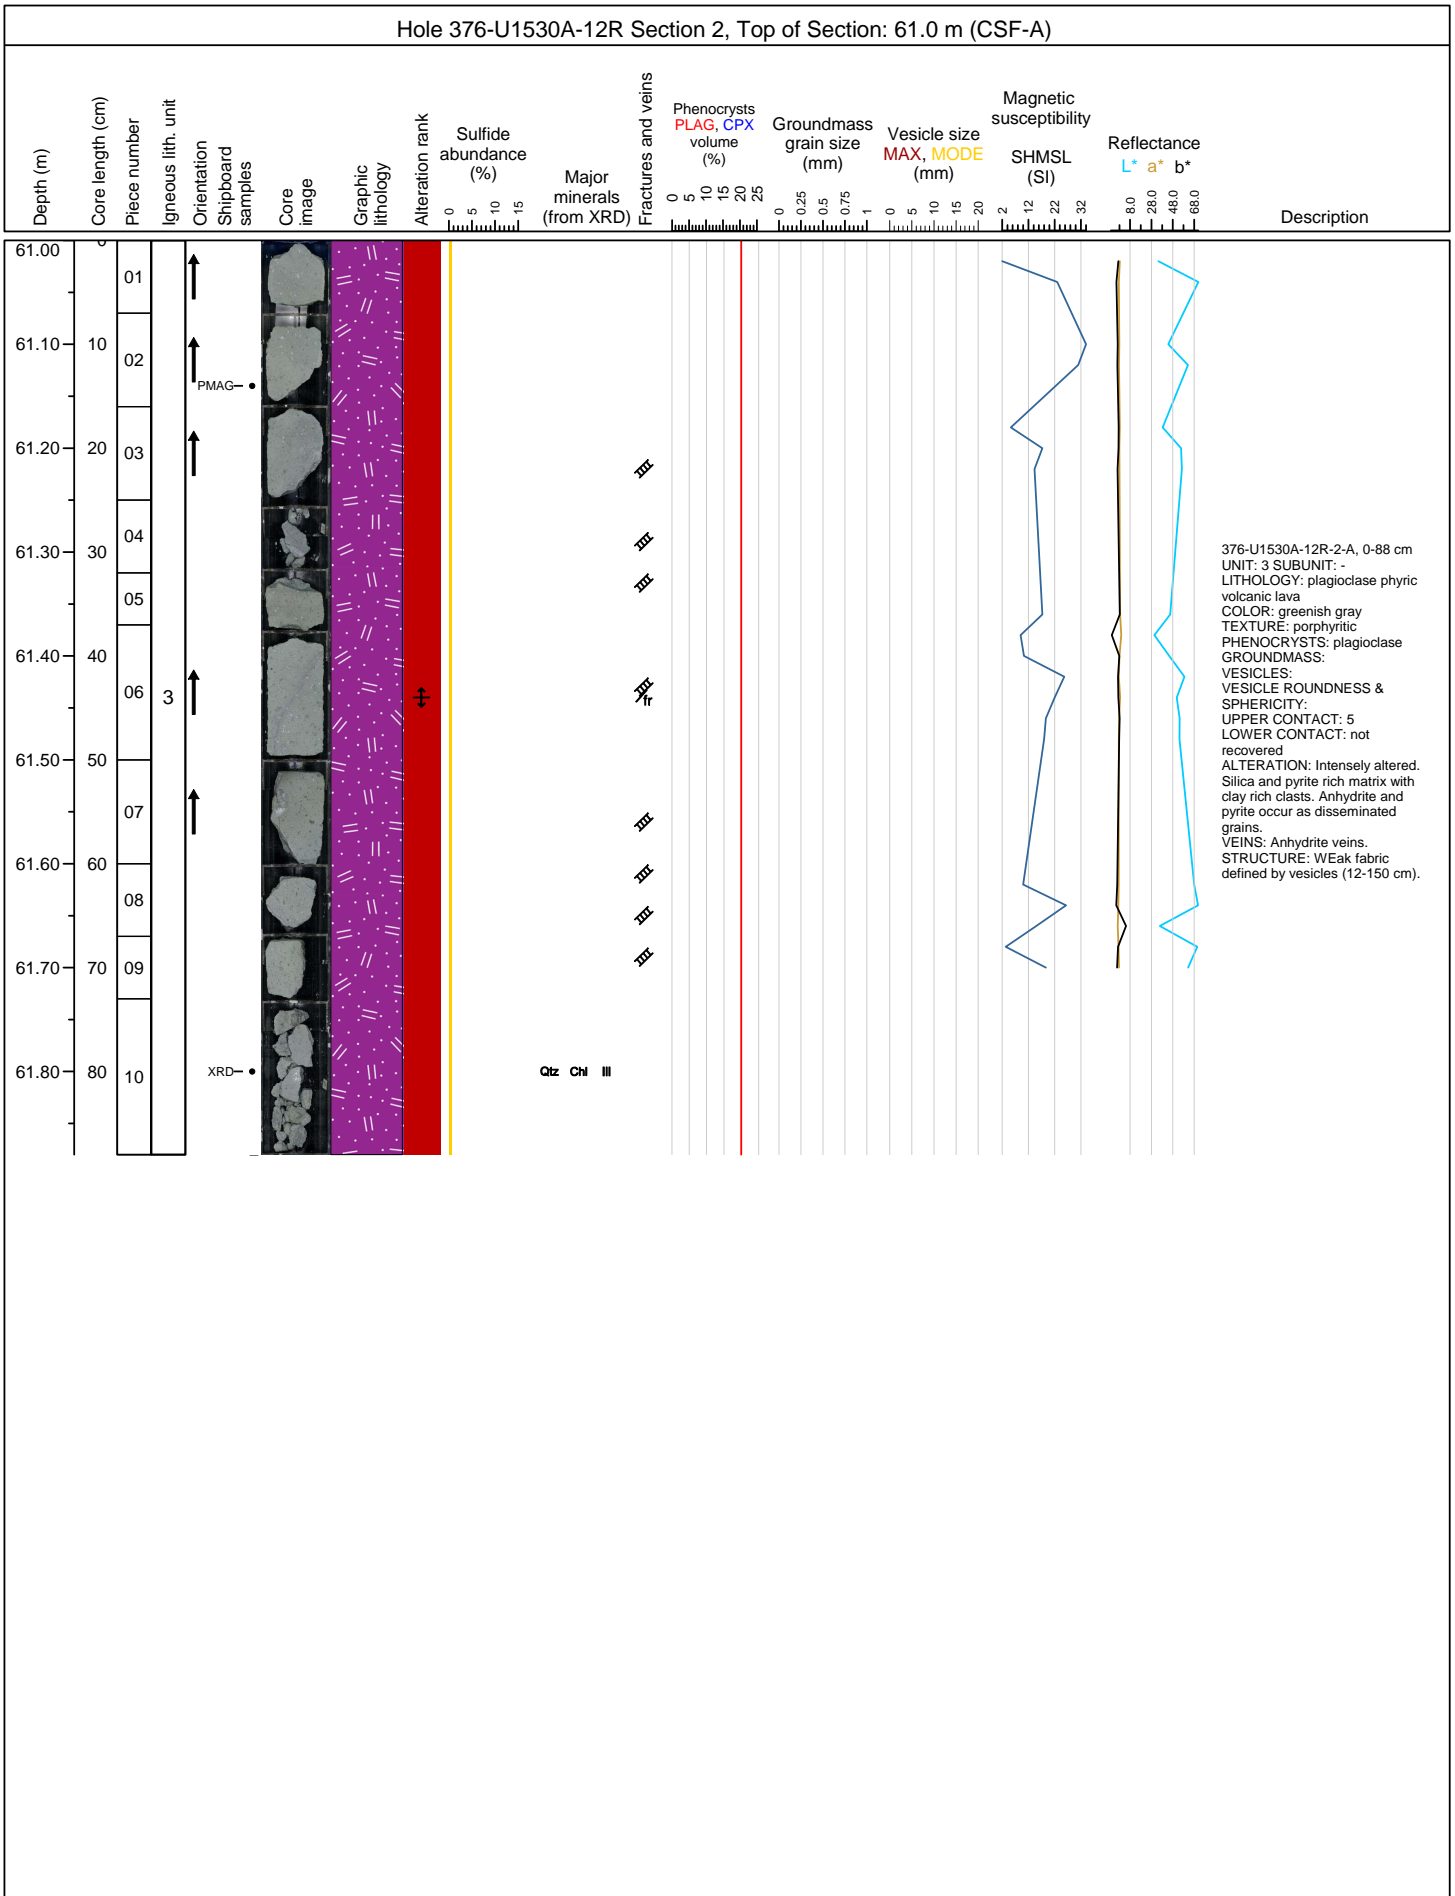 Hole 376-U1530A-12R Section 2, Top of Section: 61.0 m (CSF-A)
Depth (m)
Core length (cm)
Piece number
Igneous lith. unit
Orientation
Shipboard
samples
Core
image
Graphic
lithology
Alteration rank
Sulfide
abundance
(%)
0 5 10 15
Major
minerals
(from XRD)
Fractures and veins
Phenocrysts
PLAG, CPX
volume
(%)
0 5 10 15 20 25
Groundmass
grain size
(mm)
0 0.25 0.5 0.75 1
Vesicle size
MAX, MODE
(mm)
0 5 10 15 20
Magnetic
susceptibility
SHMSL
(SI)
2 12 22 32
Reflectance
L* a* b*
8.0 28.0 48.0 68.0
Description
61.00 0
01
61.10 10 02
PMAG
61.20 20 03
04
61.30 30
05
61.40 40
06 3 fr
61.50 50
07
61.60 60
08
61.70 70 09
61.80 80 10 XRD Qtz Chl Ill
376-U1530A-12R-2-A, 0-88 cm
UNIT: 3 SUBUNIT: -
LITHOLOGY: plagioclase phyric
volcanic lava
COLOR: greenish gray
TEXTURE: porphyritic
PHENOCRYSTS: plagioclase
GROUNDMASS:
VESICLES:
VESICLE ROUNDNESS &
SPHERICITY:
UPPER CONTACT: 5
LOWER CONTACT: not
recovered
ALTERATION: Intensely altered.
Silica and pyrite rich matrix with
clay rich clasts. Anhydrite and
pyrite occur as disseminated
grains.
VEINS: Anhydrite veins.
STRUCTURE: WEak fabric
defined by vesicles (12-150 cm).